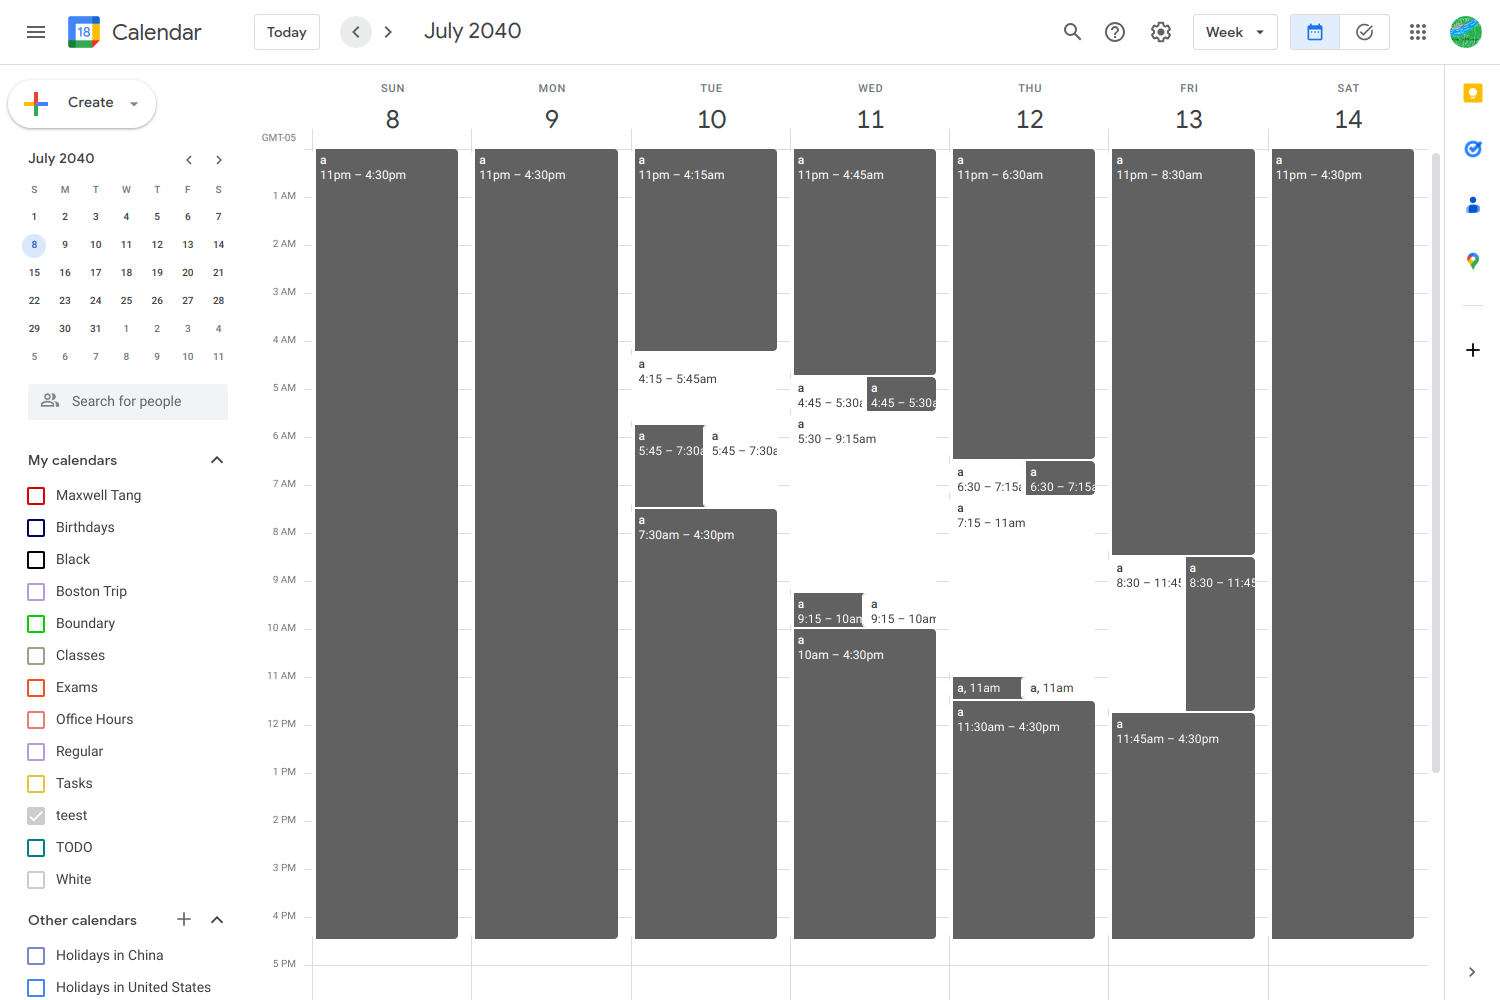 18 Calendar Today July 2040 Week
Create
July 2040
S M T W T F S
1 2 3 4 5 6 7
8 9 10 11 12 13 14
15 16 17 18 19 20 21
22 23 24 25 26 27 28
29 30 31 1 2 3 4
5 6 7 8 9 10 11
Search for people
My calendars
Maxwell Tang
Birthdays
Black
Boston Trip
Boundary
Classes
Exams
Office Hours
Regular
Tasks
teest
TODO
White
Other calendars
Holidays in China
Holidays in United States
SUN MON TUE WED THU FRI SAT
8 9 10 11 12 13 14
GMT-05
1 AM
2 AM
3 AM
4 AM
5 AM
6 AM
7 AM
8 AM
9 AM
10 AM
11 AM
12 PM
1 PM
2 PM
3 PM
4 PM
5 PM
a
11pm – 4:30pm
a
11pm – 4:30pm
a
11pm – 4:15am
a
4:15 – 5:45am
a
5:45 – 7:30a
a
5:45 – 7:30a
a
7:30am – 4:30pm
a
11pm – 4:45am
a
4:45 – 5:30a
a
4:45 – 5:30a
a
5:30 – 9:15am
a
9:15 – 10am
a
9:15 – 10am
a
10am – 4:30pm
a
11pm – 6:30am
a
6:30 – 7:15a
a
6:30 – 7:15a
a
7:15 – 11am
a, 11am
a, 11am
a
11:30am – 4:30pm
a
11pm – 8:30am
a
8:30 – 11:45
a
8:30 – 11:45
a
11:45am – 4:30pm
a
11pm – 4:30pm